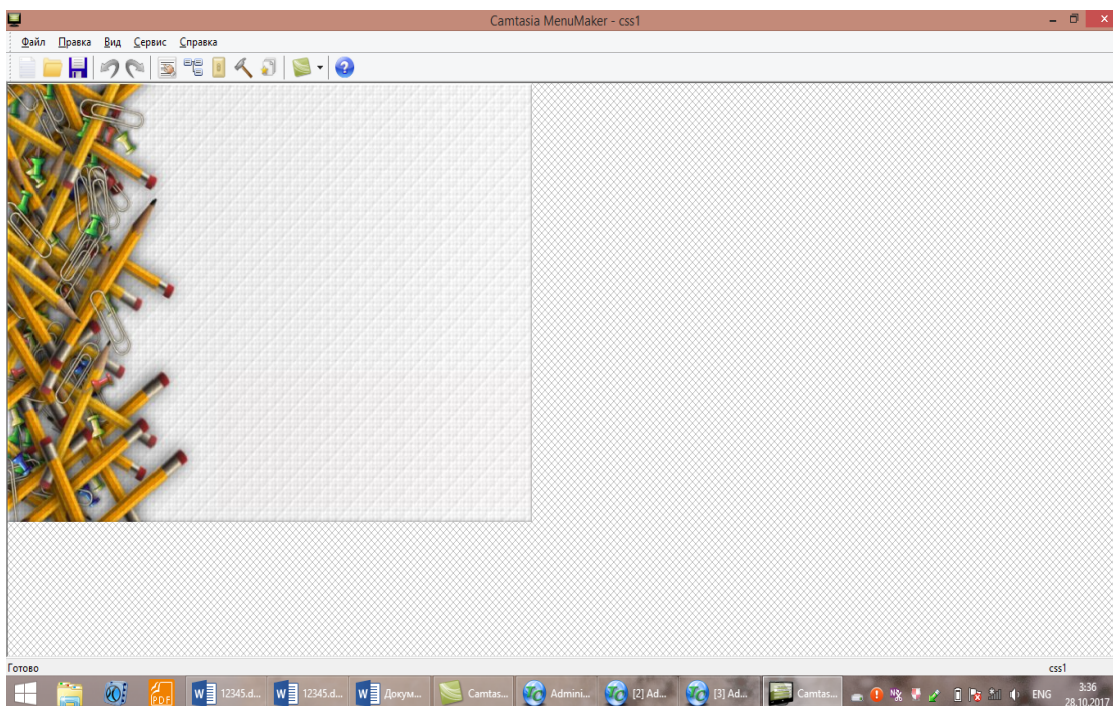 Camtasia MenuMaker - css1
Файл Правка Вид Сервис Справка
Готово css1
PDF W 12345.d... W 12345.d... W Докум... Camtas... Admini... [2] Ad... [3] Ad... Camtas... ENG 3:36
28.10.2017